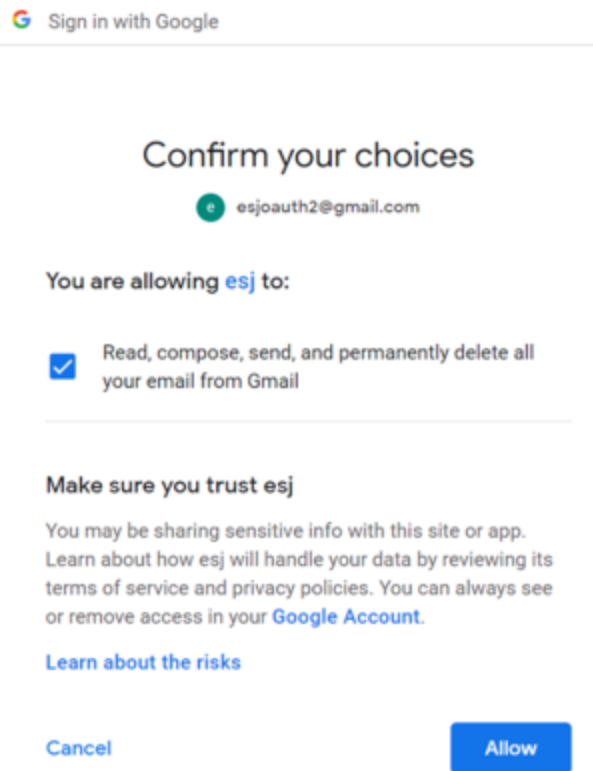 Sign in with Google
Confirm your choices
e esjoauth2@gmail.com
You are allowing esj to:
Read, compose, send, and permanently delete all
your email from Gmail
Make sure you trust esj
You may be sharing sensitive info with this site or app.
Learn about how esj will handle your data by reviewing its
terms of service and privacy policies. You can always see
or remove access in your Google Account.
Learn about the risks
Cancel Allow